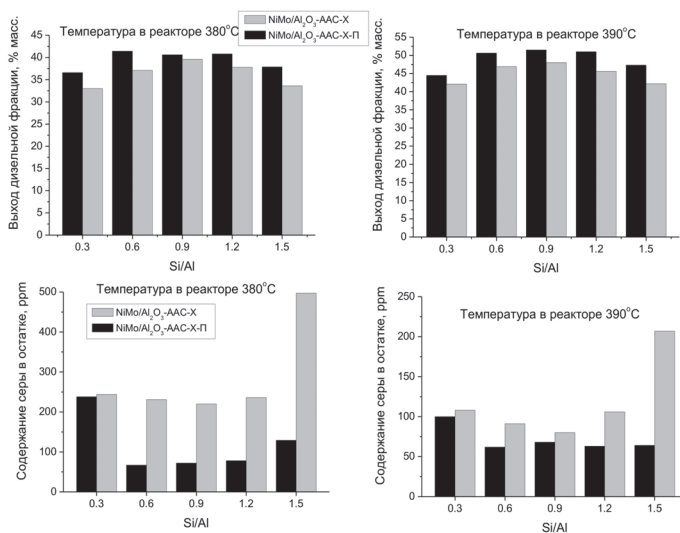 Температура в реакторе 380°C
NiMo/Al₂O₃-AAC-X
NiMo/Al₂O₃-AAC-X-П
Выход дизельной фракции, % масс.
45
40
35
30
25
20
15
10
5
0
0.3 0.6 0.9 1.2 1.5
Si/Al
Температура в реакторе 390°C
Выход дизельной фракции, % масс.
55
50
45
40
35
30
25
20
15
10
5
0
0.3 0.6 0.9 1.2 1.5
Si/Al
Температура в реакторе 380°C
NiMo/Al₂O₃-AAC-X
NiMo/Al₂O₃-AAC-X-П
Содержание серы в остатке, ppm
500
400
300
200
100
0
0.3 0.6 0.9 1.2 1.5
Si/Al
Температура в реакторе 390°C
Содержание серы в остатке, ppm
250
200
150
100
50
0
0.3 0.6 0.9 1.2 1.5
Si/Al